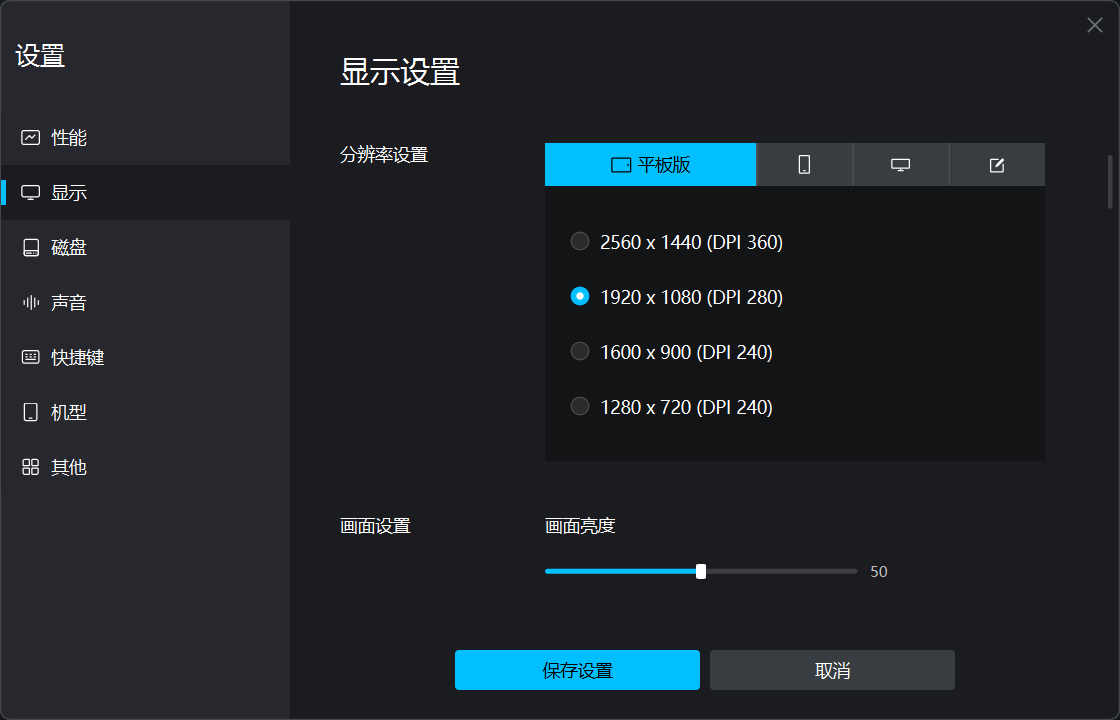 设置
性能
显示
磁盘
声音
快捷键
机型
其他
显示设置
分辨率设置
平板版
2560 x 1440 (DPI 360)
1920 x 1080 (DPI 280)
1600 x 900 (DPI 240)
1280 x 720 (DPI 240)
画面设置
画面亮度
50
保存设置
取消